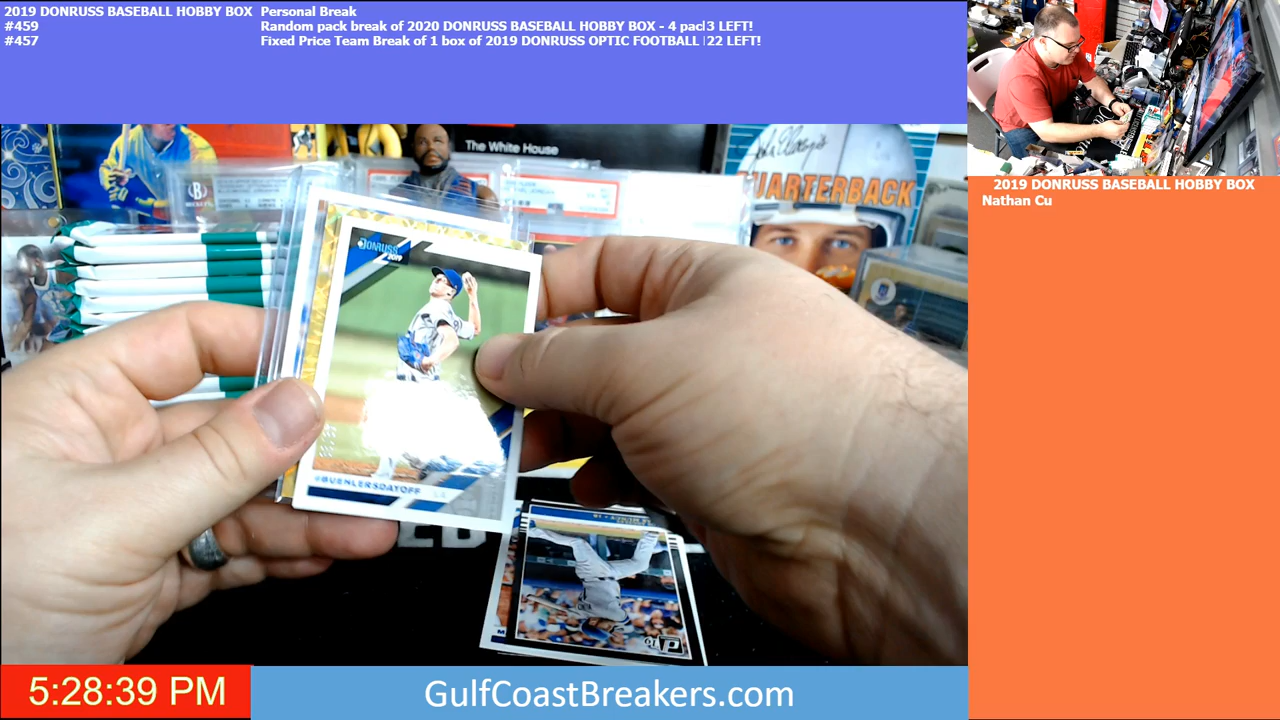 2019 DONRUSS BASEBALL HOBBY BOX Personal Break
#459 Random pack break of 2020 DONRUSS BASEBALL HOBBY BOX - 4 pac 3 LEFT!
#457 Fixed Price Team Break of 1 box of 2019 DONRUSS OPTIC FOOTBALL 22 LEFT!
2019 DONRUSS BASEBALL HOBBY BOX
Nathan Cu
The White House
QUARTERBACK
DONRUSS
2019
#BUEHLERSDAYOFF
P
5:28:39 PM
GulfCoastBreakers.com